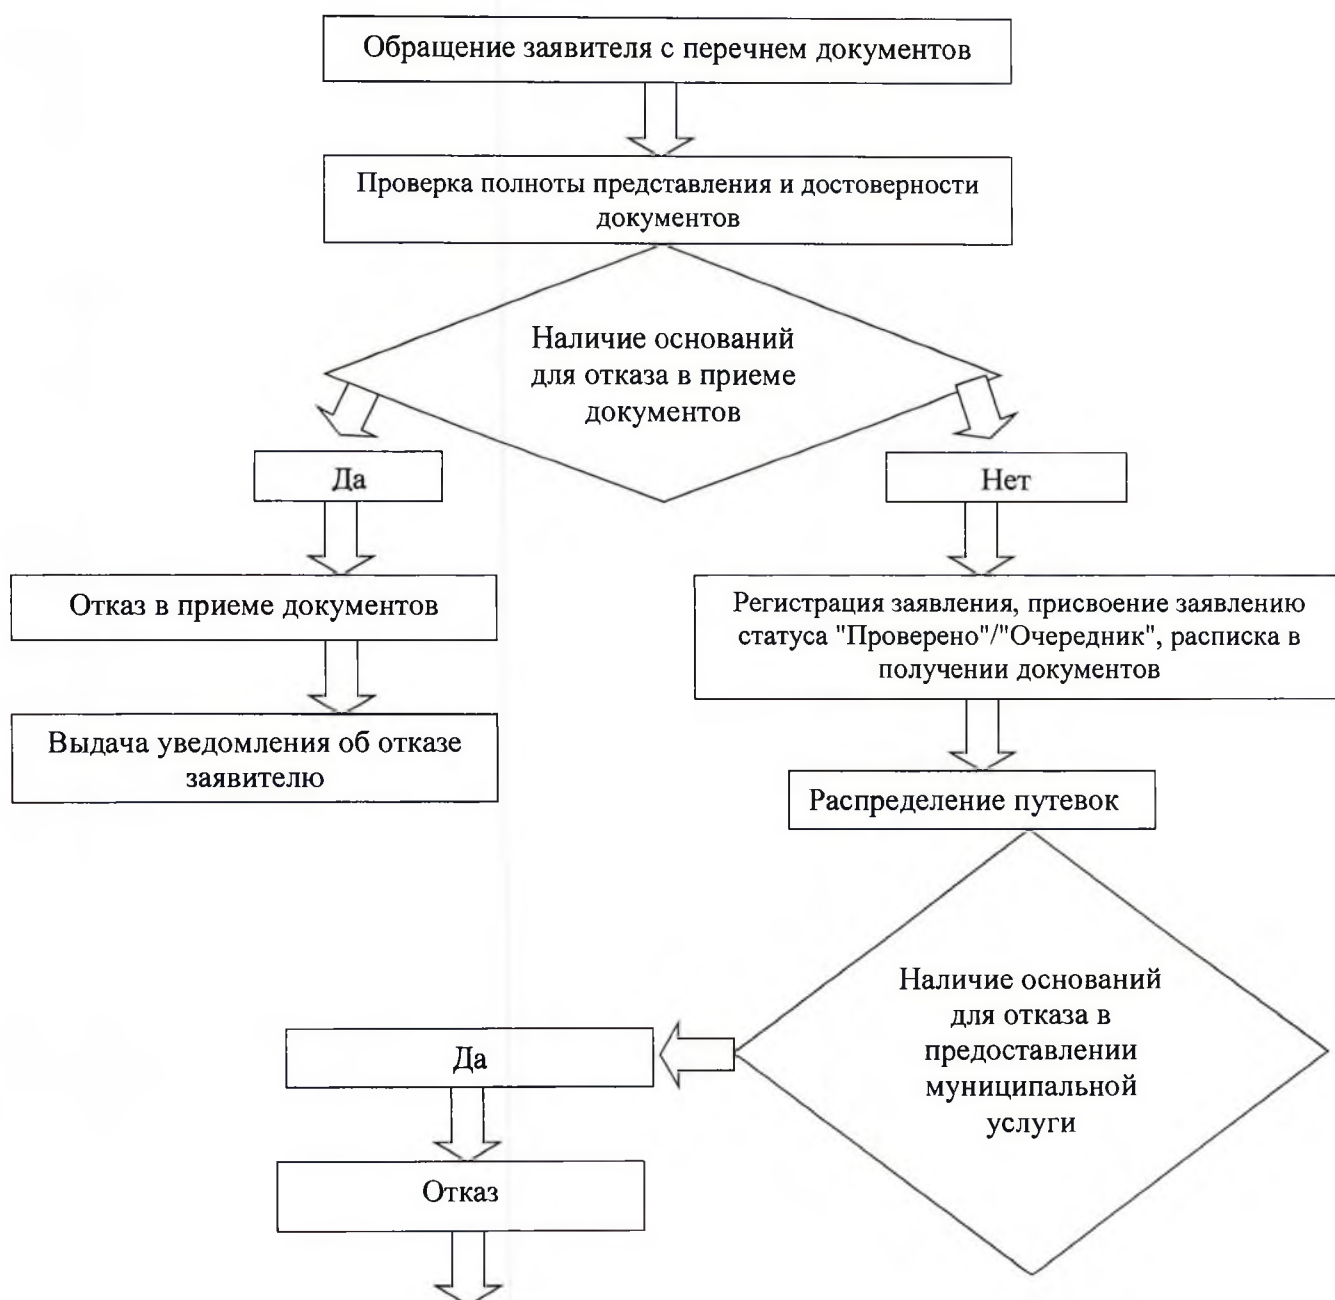 Обращение заявителя с перечнем документов
Проверка полноты представления и достоверности
документов
Наличие оснований
для отказа в приеме
документов
Да
Нет
Отказ в приеме документов
Регистрация заявления, присвоение заявлению
статуса "Проверено"/"Очередник", расписка в
получении документов
Выдача уведомления об отказе
заявителю
Распределение путевок
Наличие оснований
для отказа в
предоставлении
муниципальной
услуги
Да
Отказ